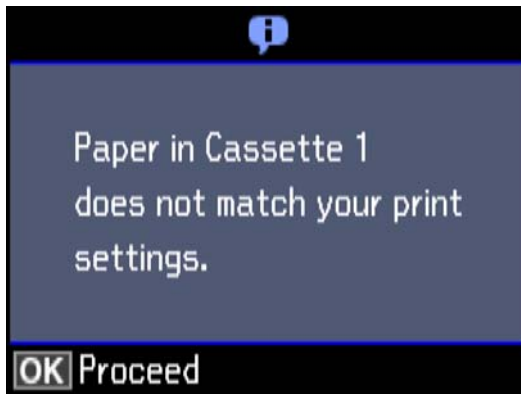 Paper in Cassette 1
does not match your print
settings.
OK Proceed